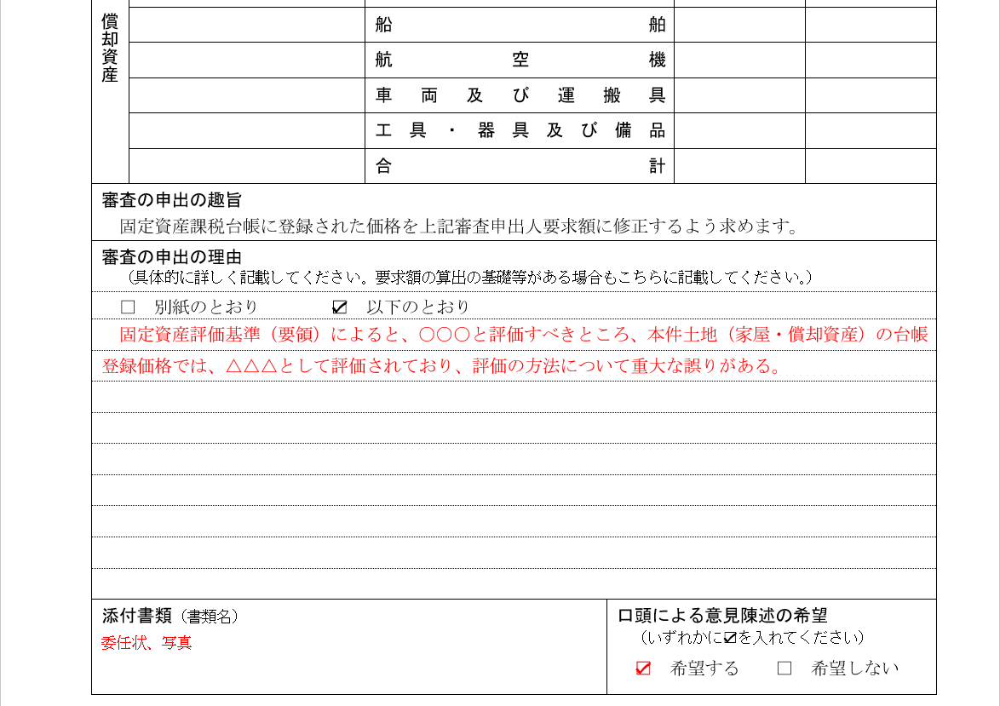 償却資産
船舶
航空機
車両及び運搬具
工具・器具及び備品
合計
審査の申出の趣旨
固定資産課税台帳に登録された価格を上記審査申出人要求額に修正するよう求めます。
審査の申出の理由
（具体的に詳しく記載してください。要求額の算出の基礎等がある場合もこちらに記載してください。）
□ 別紙のとおり ☑ 以下のとおり
固定資産評価基準（要領）によると、○○○と評価すべきところ、本件土地（家屋・償却資産）の台帳
登録価格では、△△△として評価されており、評価の方法について重大な誤りがある。
添付書類（書類名）
委任状、写真
口頭による意見陳述の希望
（いずれかに☑を入れてください）
☑ 希望する □ 希望しない